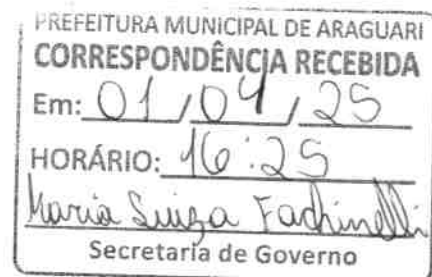 PREFEITURA MUNICIPAL DE ARAGUARI
CORRESPONDÊNCIA RECEBIDA
Em: 01/04/25
HORÁRIO: 16:25
Maria Luiza Fachinelli
Secretaria de Governo